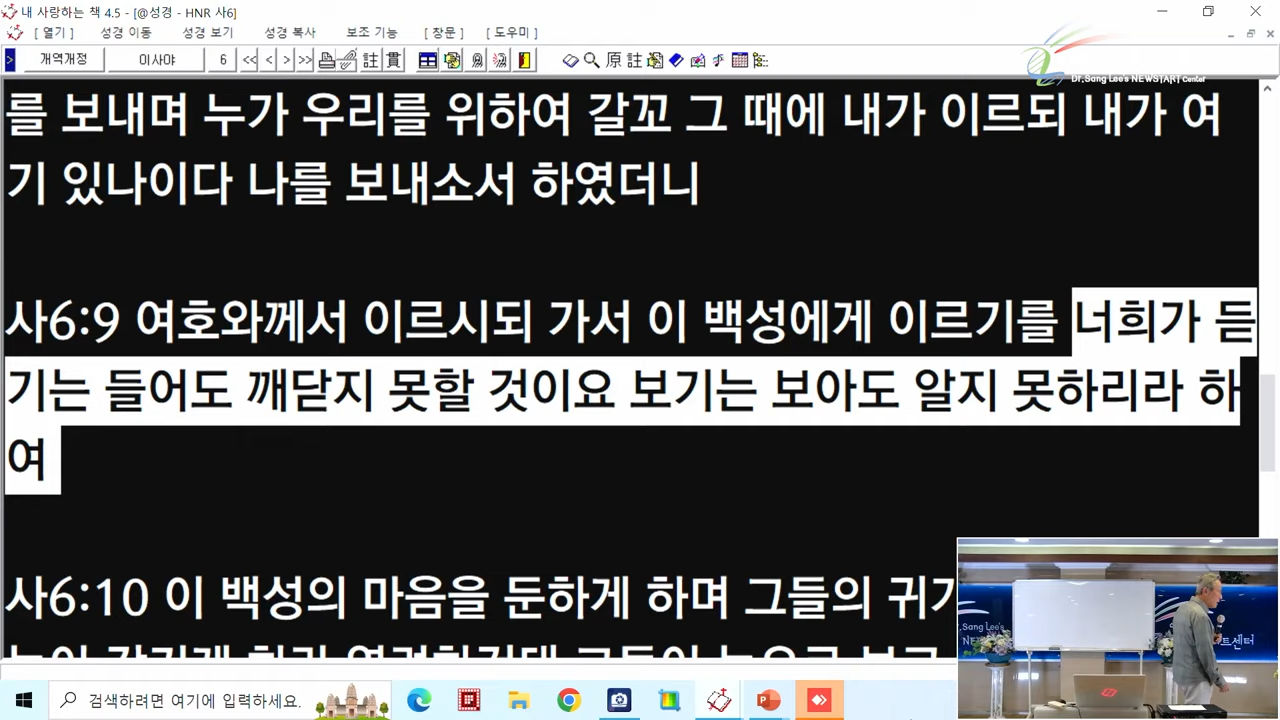 내 사랑하는 책 4.5 - [@성경 - HNR 사6]
[ 열기 ] 성경 이동 성경 보기 성경 복사 보조 기능 [ 창문 ] [ 도우미 ]
개역개정 이사야 6 << < > >> 註 貫 原 註
Dr.Sang Lee's NEWSTART Center
를 보내며 누가 우리를 위하여 갈꼬 그 때에 내가 이르되 내가 여
기 있나이다 나를 보내소서 하였더니
사6:9 여호와께서 이르시되 가서 이 백성에게 이르기를 너희가 듣
기는 들어도 깨닫지 못할 것이요 보기는 보아도 알지 못하리라 하
여
사6:10 이 백성의 마음을 둔하게 하며 그들의 귀가
검색하려면 여기에 입력하세요.